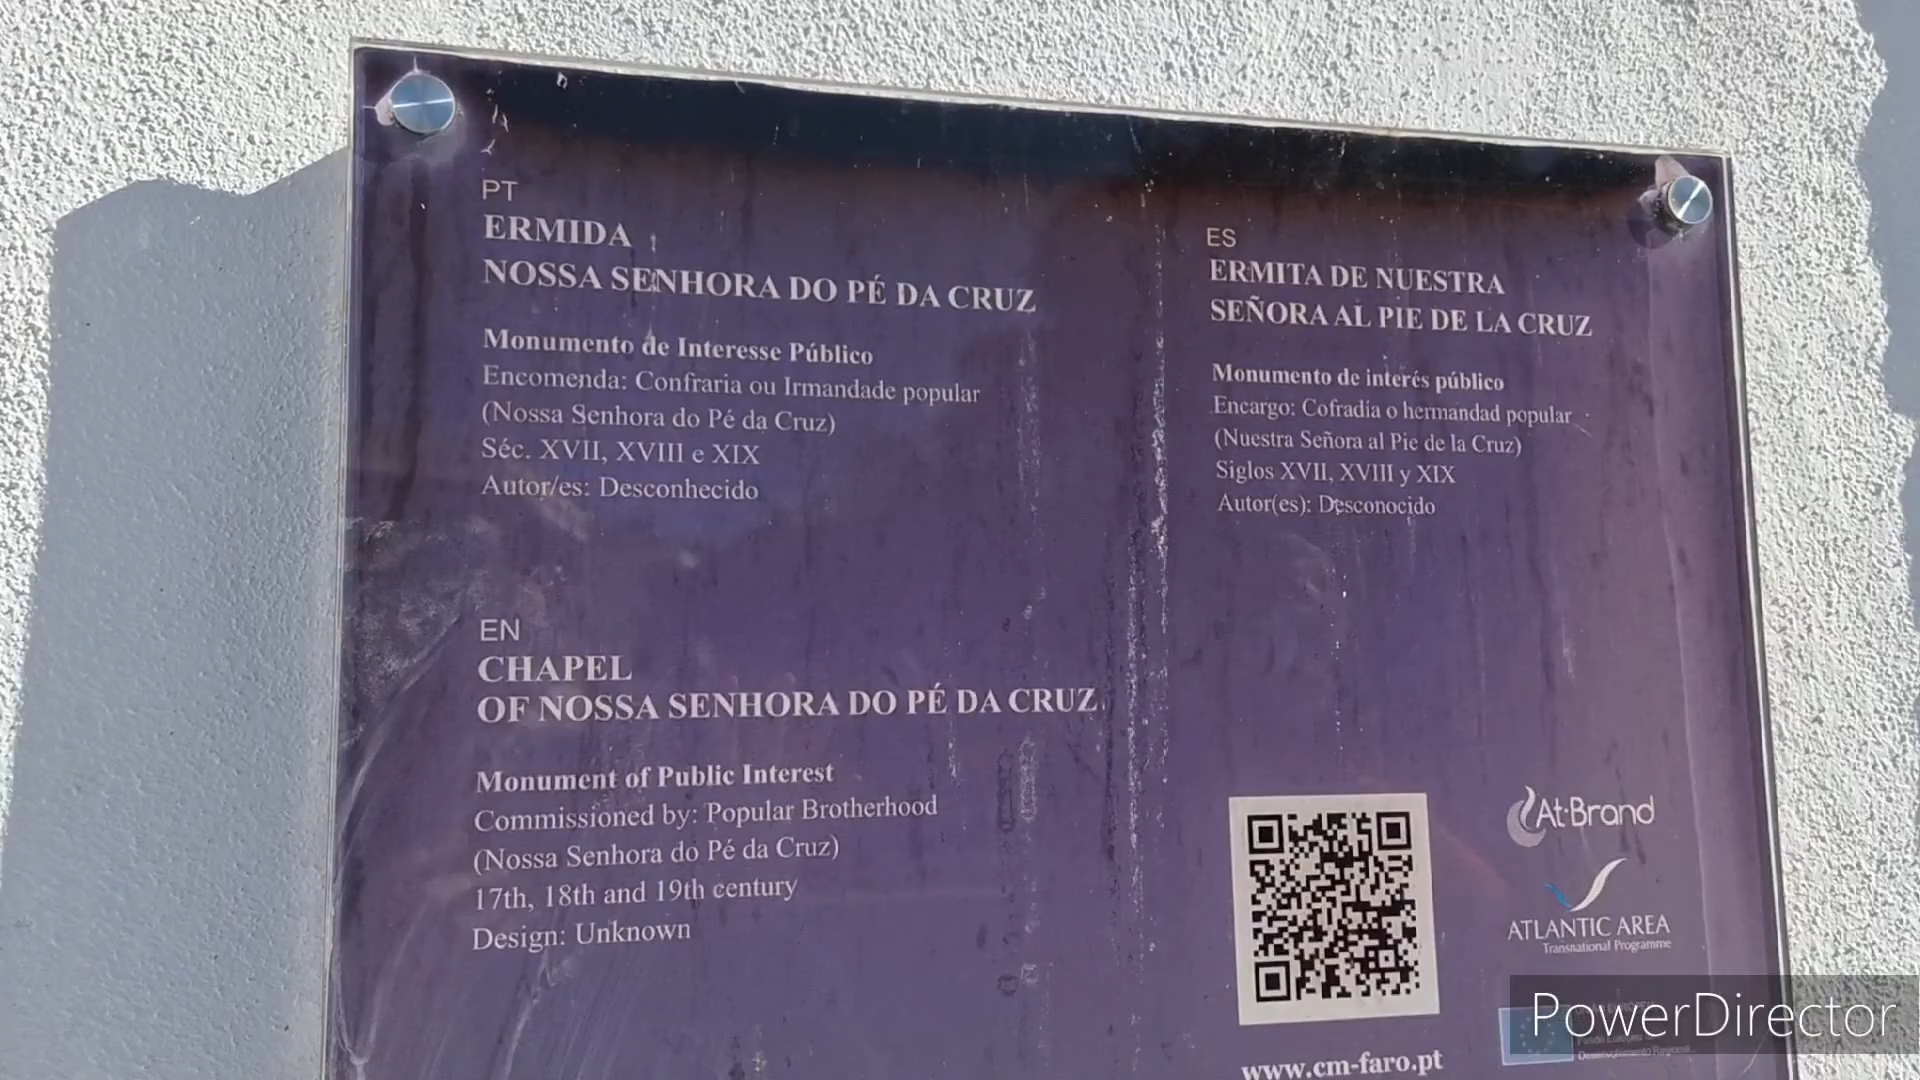 PT
ERMIDA
NOSSA SENHORA DO PÉ DA CRUZ
Monumento de Interesse Público
Encomenda: Confraria ou Irmandade popular
(Nossa Senhora do Pé da Cruz)
Séc. XVII, XVIII e XIX
Autor/es: Desconhecido
ES
ERMITA DE NUESTRA
SEÑORA AL PIE DE LA CRUZ
Monumento de interés público
Encargo: Cofradía o hermandad popular
(Nuestra Señora al Pie de la Cruz)
Siglos XVII, XVIII y XIX
Autor(es): Desconocido
EN
CHAPEL
OF NOSSA SENHORA DO PÉ DA CRUZ
Monument of Public Interest
Commissioned by: Popular Brotherhood
(Nossa Senhora do Pé da Cruz)
17th, 18th and 19th century
Design: Unknown
At·Brand
ATLANTIC AREA
Transnational Programme
www.cm-faro.pt
PowerDirector